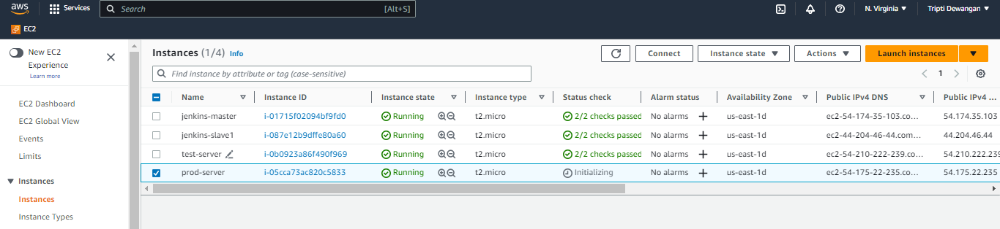 aws Services Search [Alt+S] N. Virginia Tripti Dewangan
EC2
New EC2 Experience
Learn more
EC2 Dashboard
EC2 Global View
Events
Limits
Instances
Instances
Instance Types
Instances (1/4) Info Connect Instance state Actions Launch instances
Find instance by attribute or tag (case-sensitive) 1
Name Instance ID Instance state Instance type Status check Alarm status Availability Zone Public IPv4 DNS Public IPv4 ...
jenkins-master i-01715f02094bf9fd0 Running t2.micro 2/2 checks passed No alarms us-east-1d ec2-54-174-35-103.co... 54.174.35.103
jenkins-slave1 i-087e12b9dffe80a60 Running t2.micro 2/2 checks passed No alarms us-east-1d ec2-44-204-46-44.com... 44.204.46.44
test-server i-0b0923a86f490f969 Running t2.micro 2/2 checks passed No alarms us-east-1d ec2-54-210-222-239.co... 54.210.222.239
prod-server i-05cca73ac820c5833 Running t2.micro Initializing No alarms us-east-1d ec2-54-175-22-235.co... 54.175.22.235